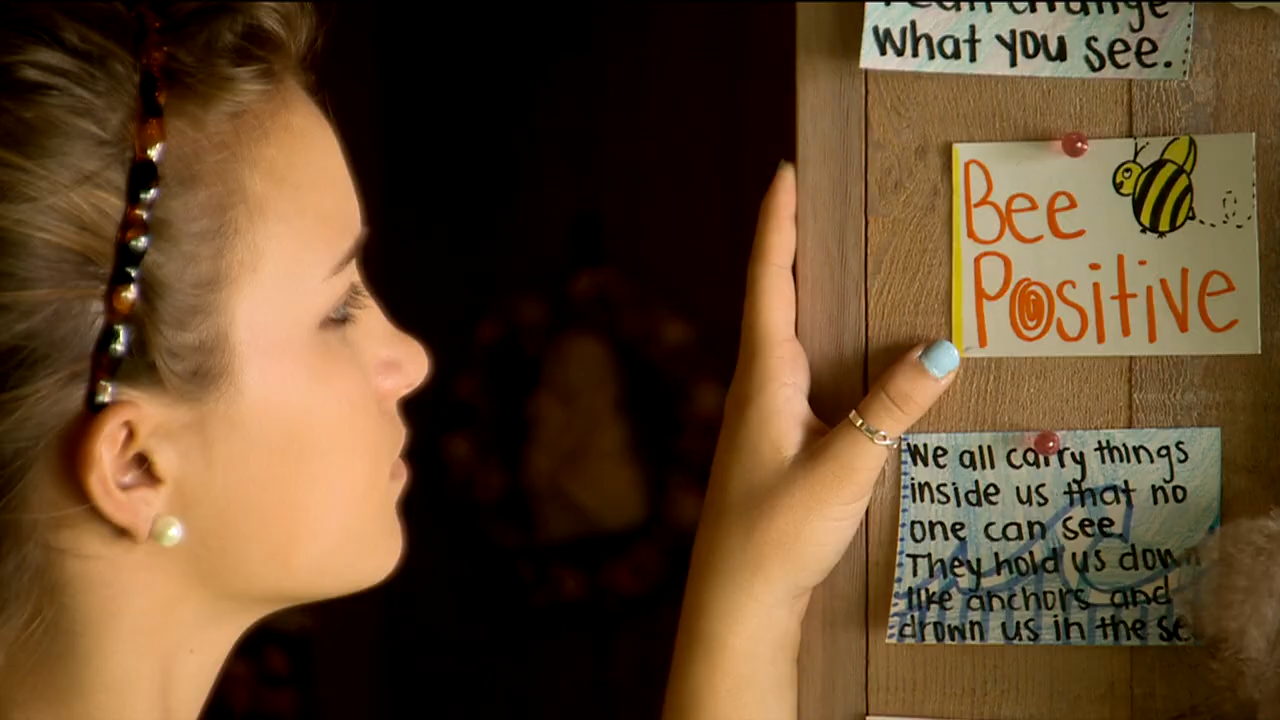 what you see.
Bee
Positive
We all carry things
inside us that no
one can see.
They hold us down
like anchors and
drown us in the